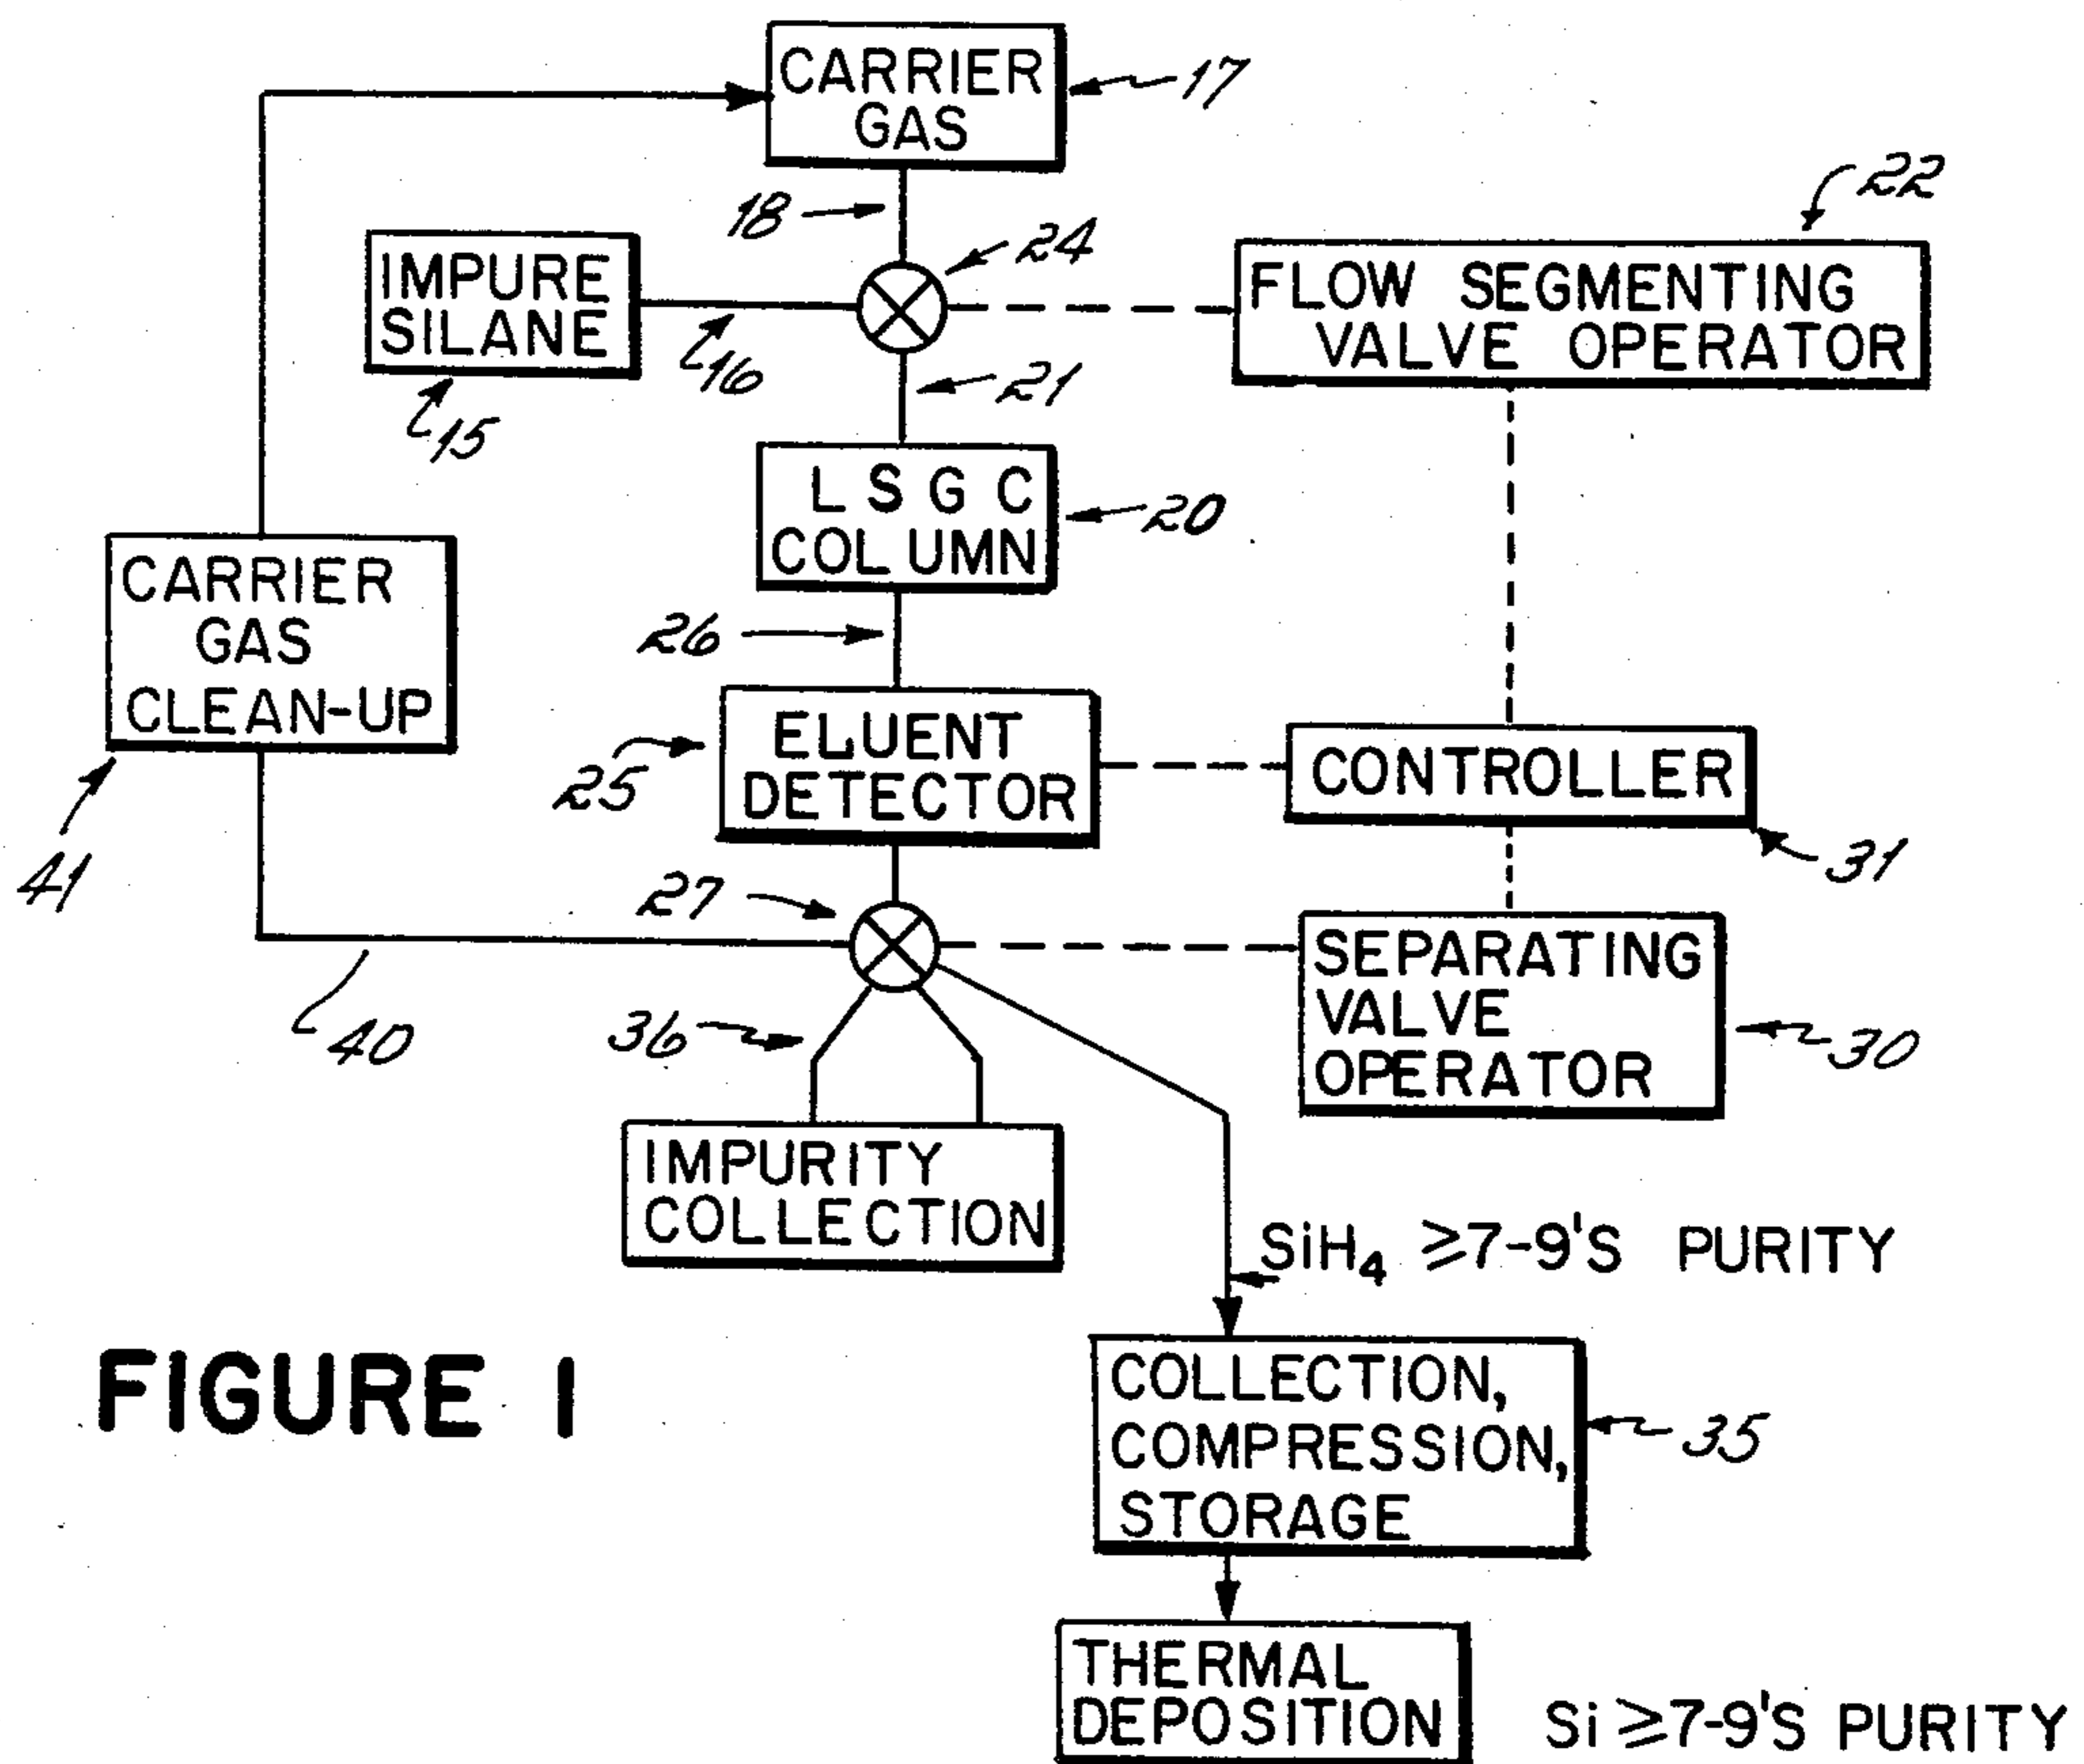 CARRIER
GAS
17
18
22
24
IMPURE
SILANE
FLOW SEGMENTING
VALVE OPERATOR
16
21
15
L S G C
COLUMN
20
CARRIER
GAS
CLEAN-UP
26
ELUENT
DETECTOR
25
CONTROLLER
31
41
27
SEPARATING
VALVE
OPERATOR
30
40
36
IMPURITY
COLLECTION
SiH4 ≥7-9'S PURITY
FIGURE 1
COLLECTION,
COMPRESSION,
STORAGE
35
THERMAL
DEPOSITION
Si ≥7-9'S PURITY